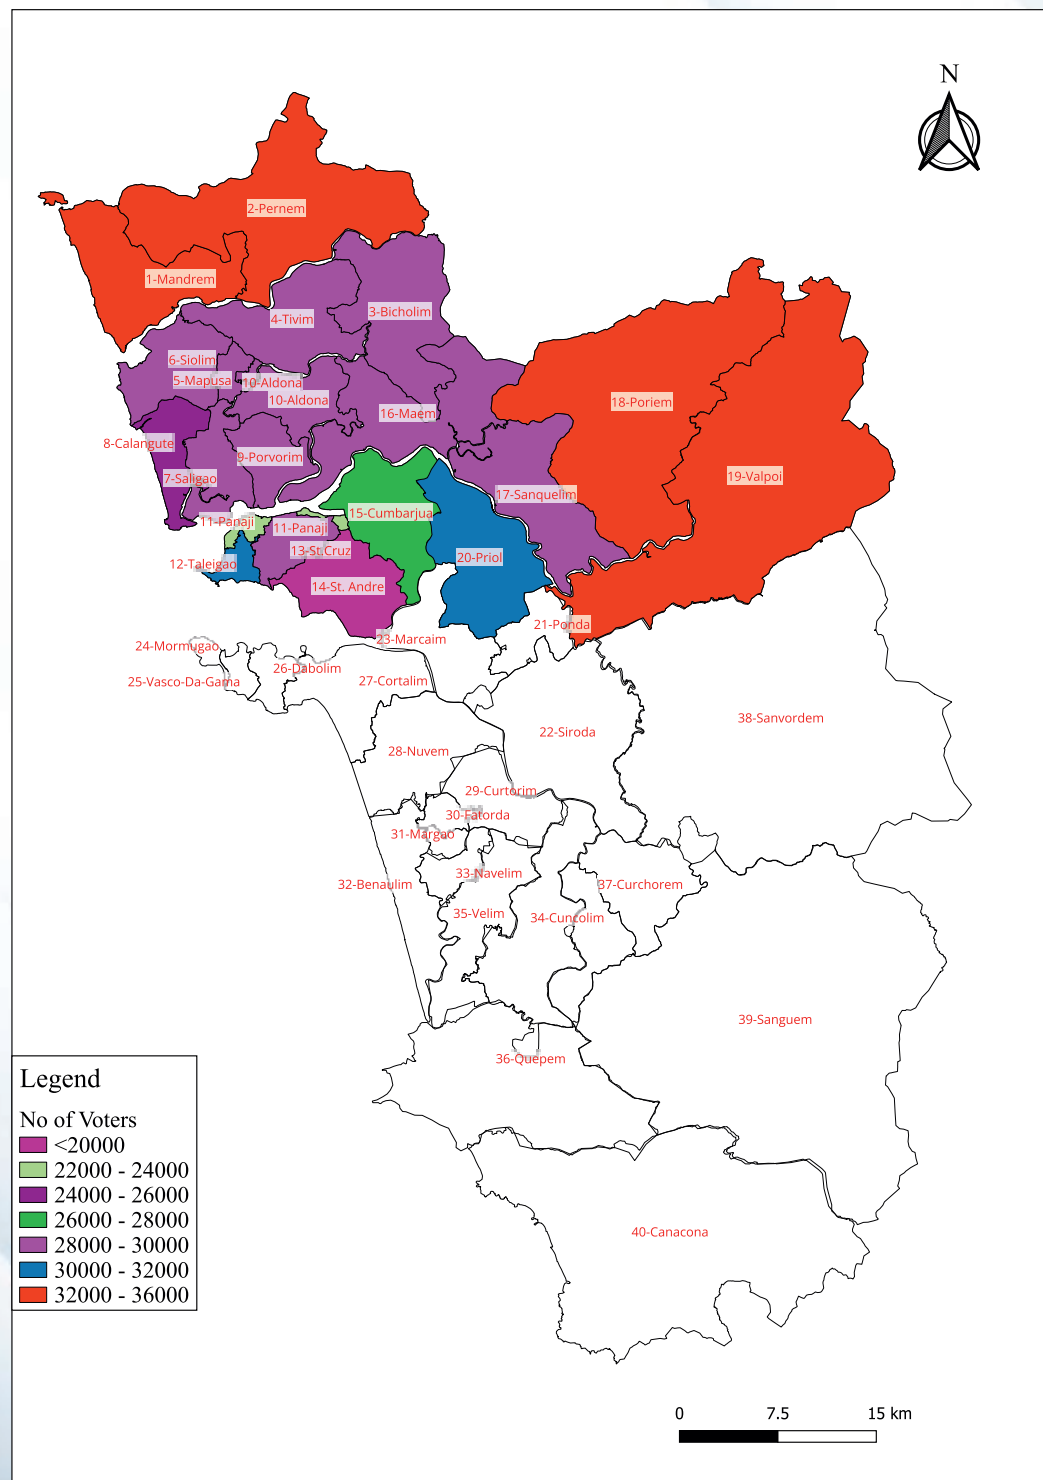 N
2-Pernem
1-Mandrem
3-Bicholim
4-Tivim
6-Siolim
5-Mapusa
10-Aldona
10-Aldona
18-Poriem
16-Maem
8-Calangute
9-Porvorim
7-Saligao
19-Valpoi
17-Sanquelim
15-Cumbarjua
11-Panaji
11-Panaji
13-St.Cruz
20-Priol
12-Taleigao
14-St. Andre
21-Ponda
23-Marcaim
24-Mormugao
26-Dabolim
25-Vasco-Da-Gama
27-Cortalim
38-Sanvordem
22-Siroda
28-Nuvem
29-Curtorim
30-Fatorda
31-Margao
33-Navelim
32-Benaulim
37-Curchorem
35-Velim
34-Cuncolim
39-Sanguem
36-Quepem
40-Canacona
Legend
No of Voters
<20000
22000 - 24000
24000 - 26000
26000 - 28000
28000 - 30000
30000 - 32000
32000 - 36000
0 7.5 15 km